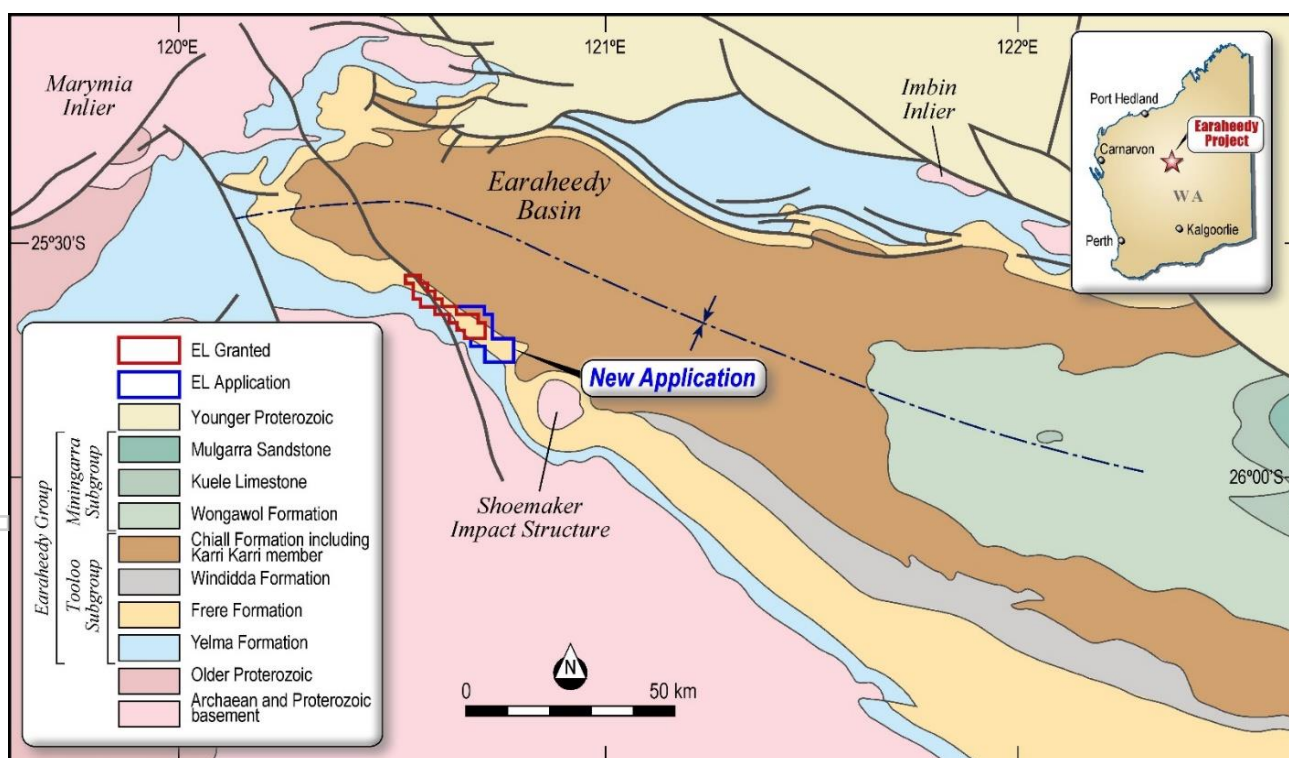 120ºE
121ºE
122ºE
Marymia
Inlier
Imbin
Inlier
Port Hedland
Earaheedy
Project
Carnarvon
WA
Kalgoorlie
Perth
Earaheedy
Basin
25º30'S
26º00'S
New Application
Shoemaker
Impact Structure
EL Granted
EL Application
Younger Proterozoic
Mulgarra Sandstone
Kuele Limestone
Wongawol Formation
Chiall Formation including
Karri Karri member
Windidda Formation
Frere Formation
Yelma Formation
Older Proterozoic
Archaean and Proterozoic
basement
Earaheedy Group
Miningarra
Subgroup
Tooloo
Subgroup
N
0
50 km